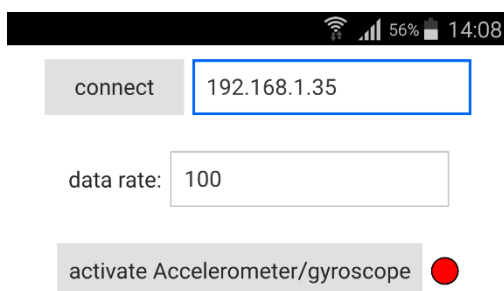 56% 14:08
connect 192.168.1.35
data rate: 100
activate Accelerometer/gyroscope